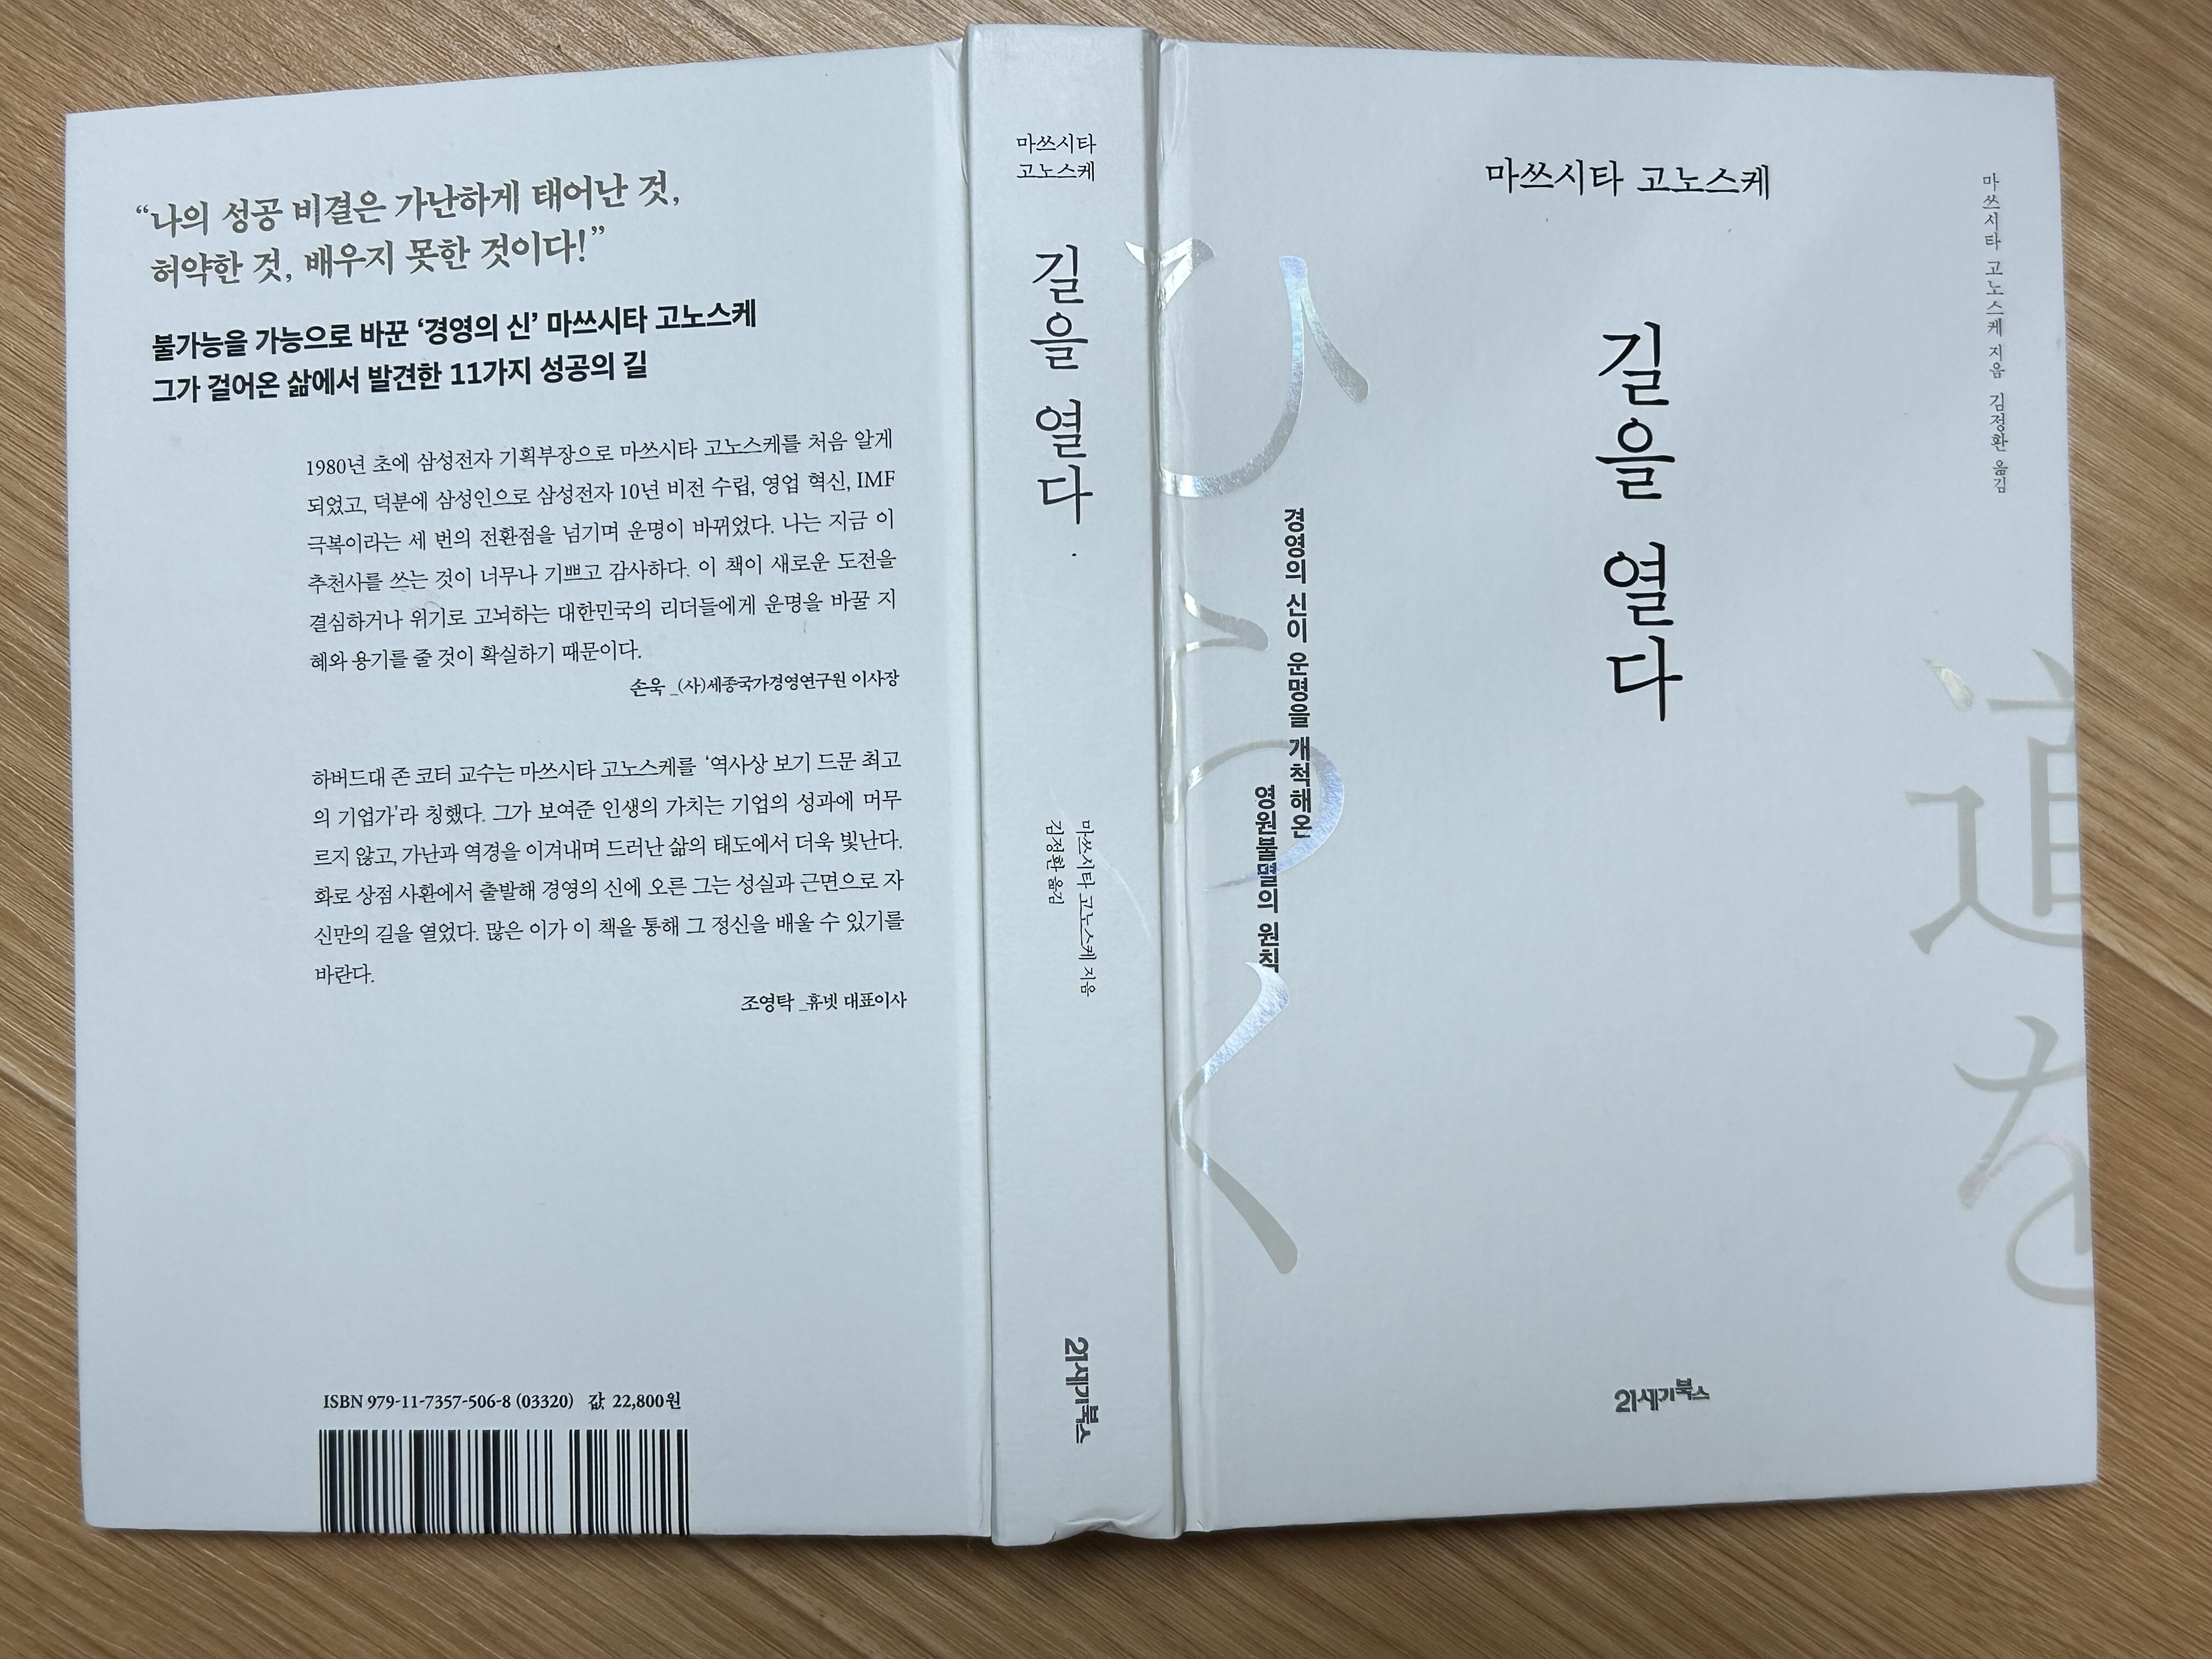 “나의 성공 비결은 가난하게 태어난 것,
허약한 것, 배우지 못한 것이다!”
불가능을 가능으로 바꾼 ‘경영의 신’ 마쓰시타 고노스케
그가 걸어온 삶에서 발견한 11가지 성공의 길
1980년 초에 삼성전자 기획부장으로 마쓰시타 고노스케를 처음 알게
되었고, 덕분에 삼성인으로 삼성전자 10년 비전 수립, 영업 혁신, IMF
극복이라는 세 번의 전환점을 넘기며 운명이 바뀌었다. 나는 지금 이
추천사를 쓰는 것이 너무나 기쁘고 감사하다. 이 책이 새로운 도전을
결심하거나 위기로 고뇌하는 대한민국의 리더들에게 운명을 바꿀 지
혜와 용기를 줄 것이 확실하기 때문이다.
손욱 _(사)세종국가경영연구원 이사장
하버드대 존 코터 교수는 마쓰시타 고노스케를 ‘역사상 보기 드문 최고
의 기업가’라 칭했다. 그가 보여준 인생의 가치는 기업의 성과에 머무
르지 않고, 가난과 역경을 이겨내며 드러난 삶의 태도에서 더욱 빛난다.
화로 상점 사환에서 출발해 경영의 신에 오른 그는 성실과 근면으로 자
신만의 길을 열었다. 많은 이가 이 책을 통해 그 정신을 배울 수 있기를
바란다.
조영탁 _휴넷 대표이사
ISBN 979-11-7357-506-8 (03320) 값 22,800원
마쓰시타
고노스케
길을 열다
마쓰시타 고노스케 지음
김정환 옮김
21세기북스
마쓰시타 고노스케
길을 열다
경영의 신이 운명을 개척해온
영원불멸의 원칙
마쓰시타 고노스케 지음 김정환 옮김
道を
ひらく
21세기북스